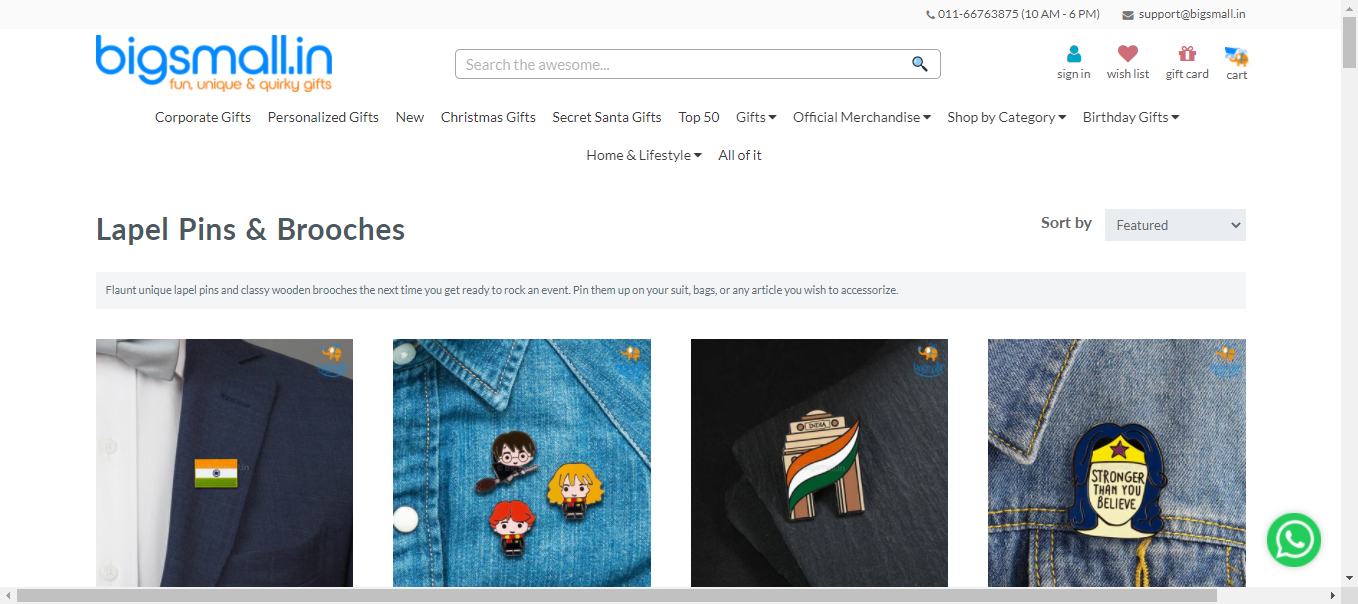 011-66763875 (10 AM - 6 PM) support@bigsmall.in
bigsmall.in
fun, unique & quirky gifts
Search the awesome...
sign in wish list gift card cart
Corporate Gifts Personalized Gifts New Christmas Gifts Secret Santa Gifts Top 50 Gifts Official Merchandise Shop by Category Birthday Gifts
Home & Lifestyle All of it
Lapel Pins & Brooches
Sort by Featured
Flaunt unique lapel pins and classy wooden brooches the next time you get ready to rock an event. Pin them up on your suit, bags, or any article you wish to accessorize.
INDIA
STRONGER
THAN YOU
BELIEVE